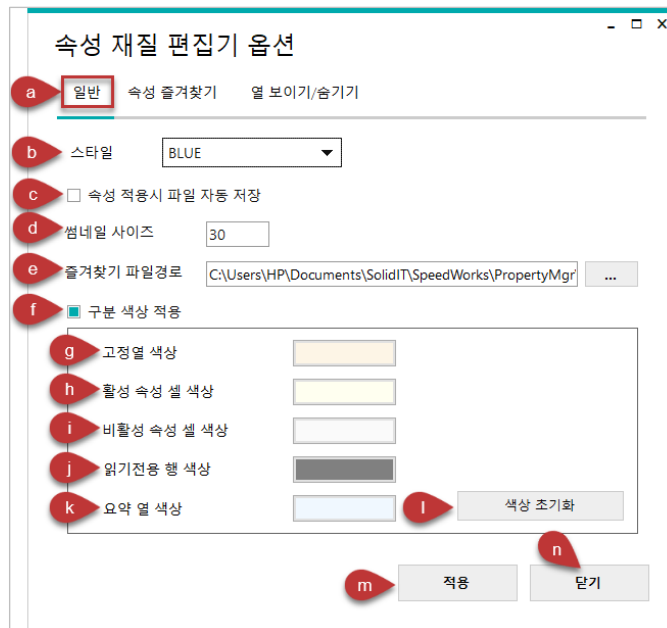 속성 재질 편집기 옵션
a 일반 속성 즐겨찾기 열 보이기/숨기기
b 스타일 BLUE
c 속성 적용시 파일 자동 저장
d 썸네일 사이즈 30
e 즐겨찾기 파일경로 C:\Users\HP\Documents\SolidIT\SpeedWorks\PropertyMgr\ ...
f 구분 색상 적용
g 고정열 색상
h 활성 속성 셀 색상
i 비활성 속성 셀 색상
j 읽기전용 행 색상
k 요약 열 색상 l 색상 초기화
m 적용 n 닫기